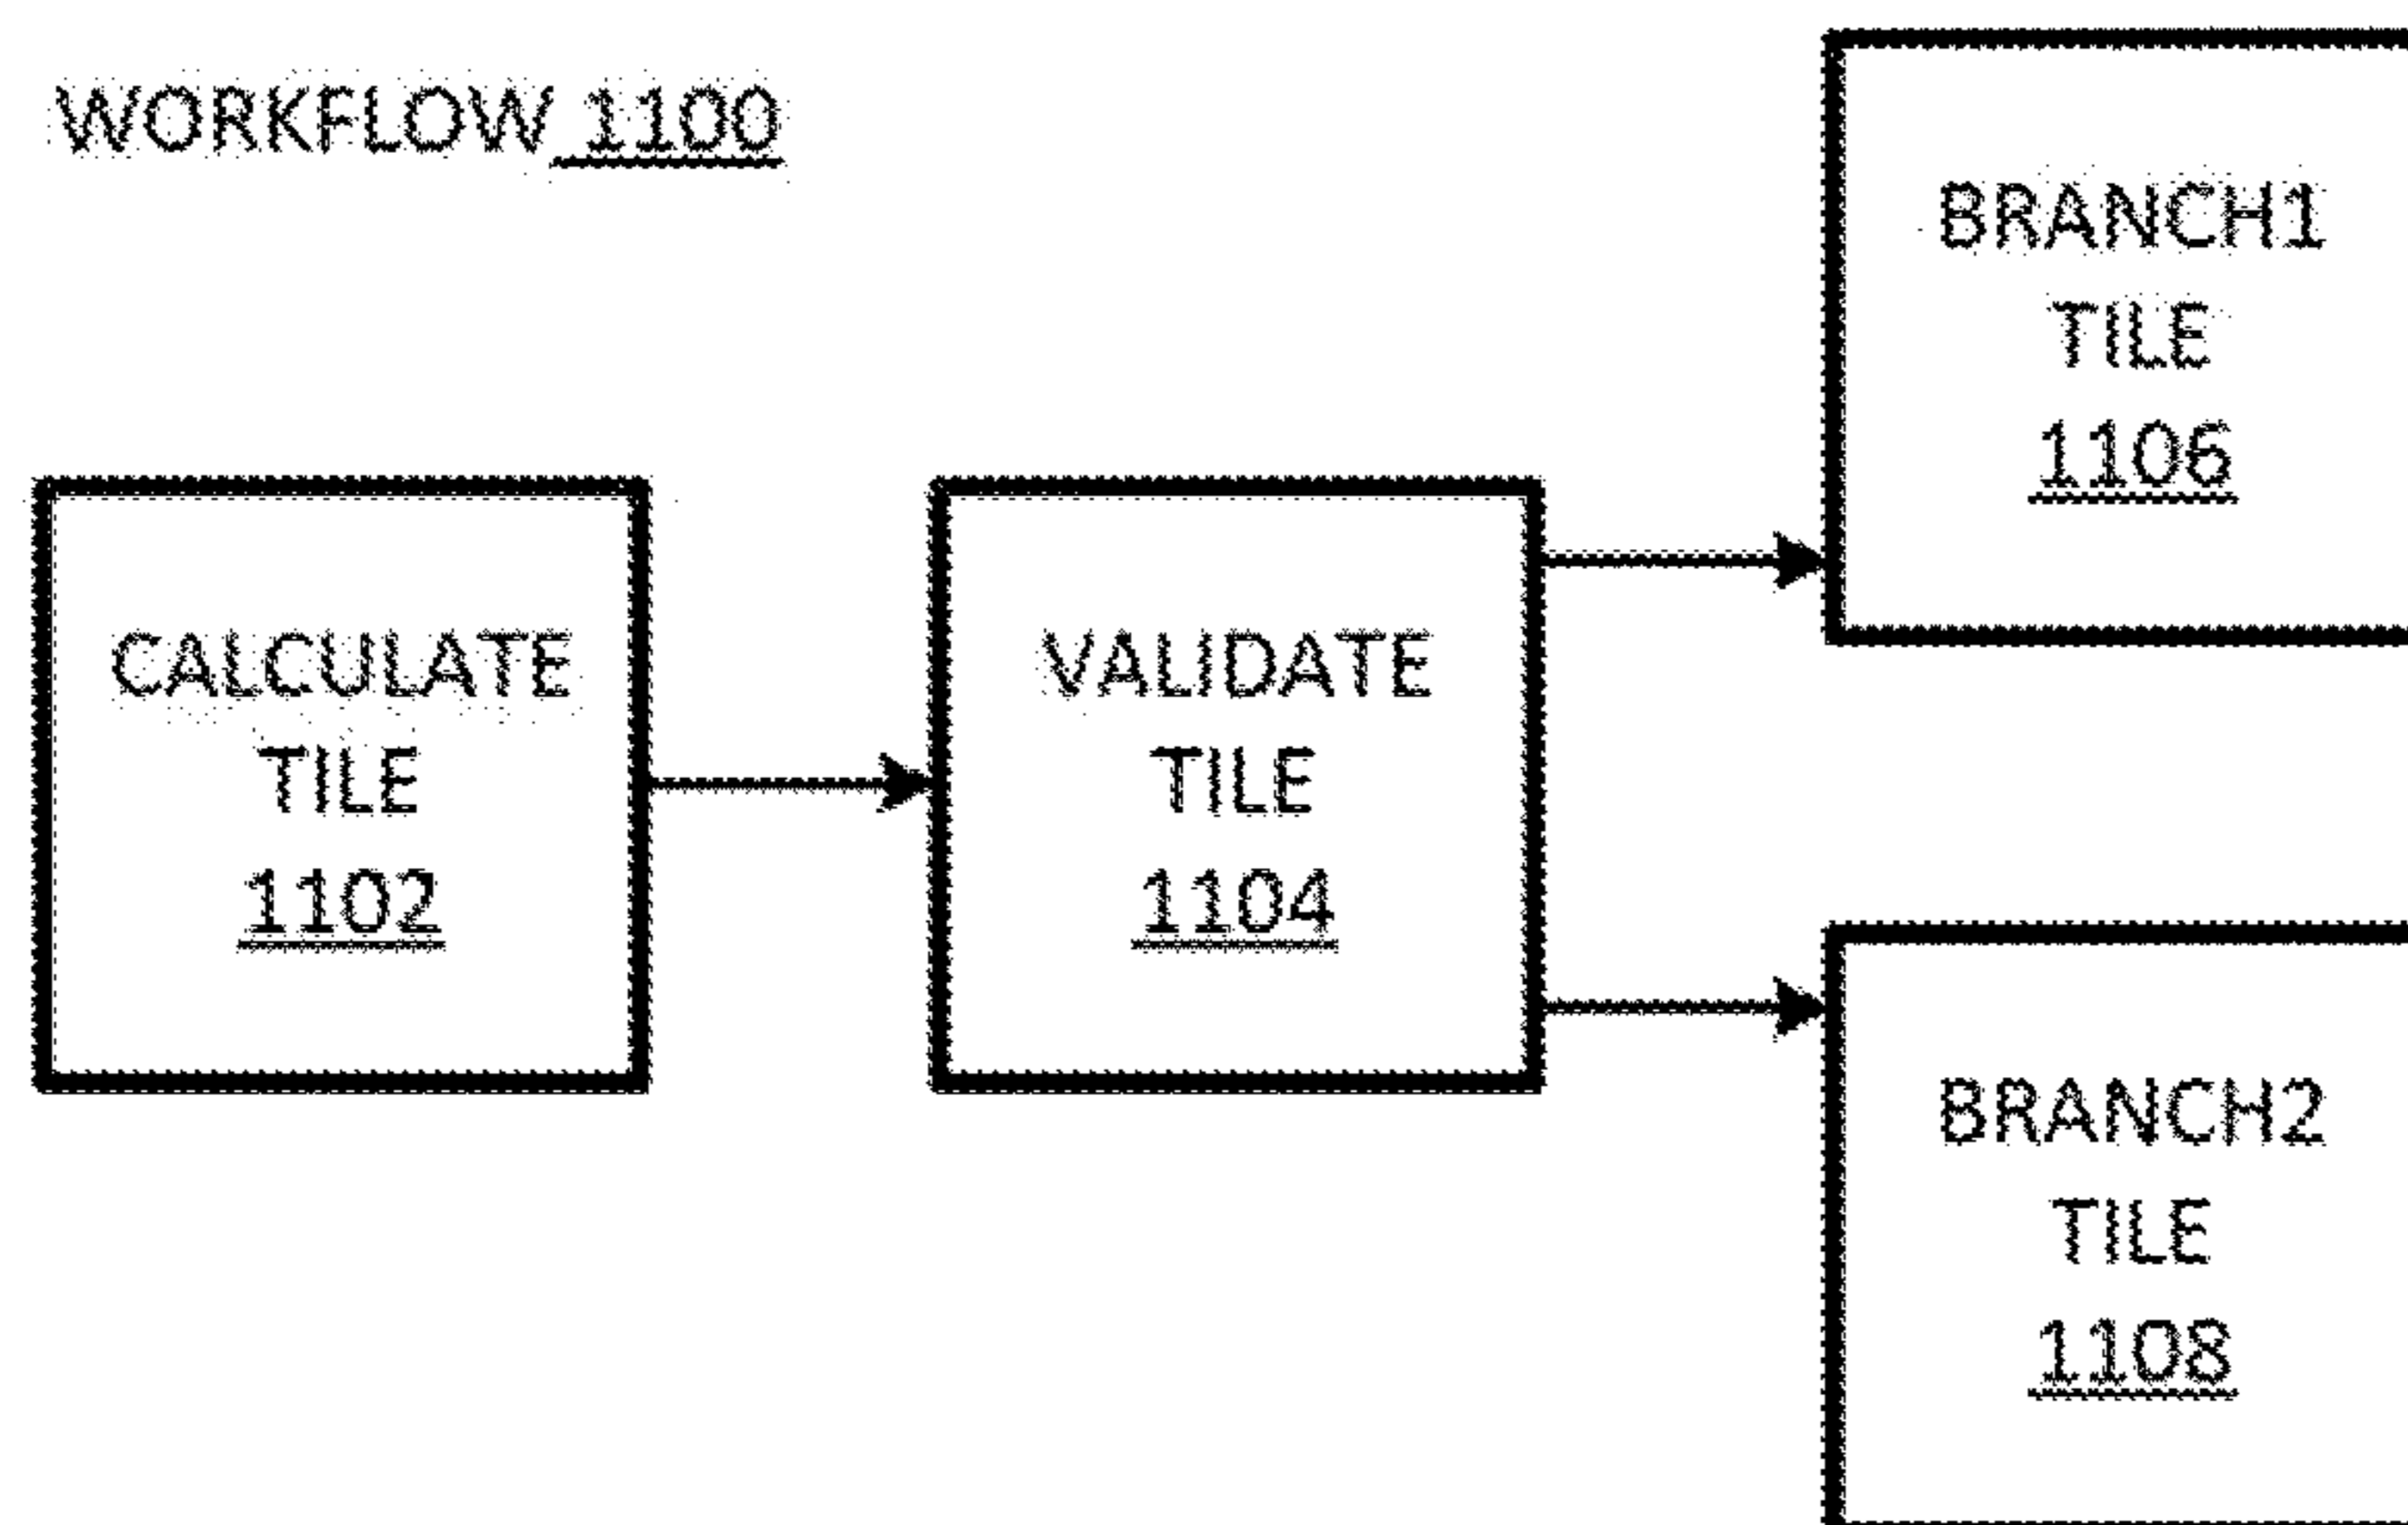 WORKFLOW 1100
CALCULATE
TILE
1102
VALIDATE
TILE
1104
BRANCH1
TILE
1106
BRANCH2
TILE
1108